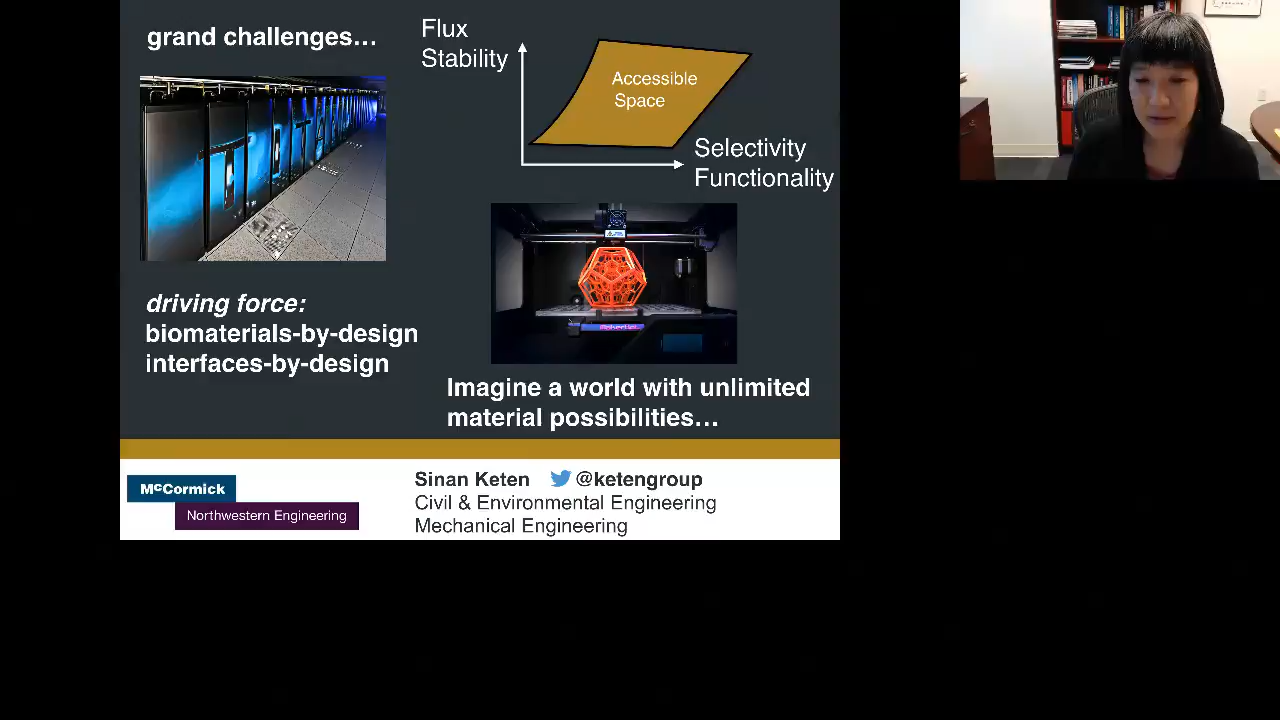 grand challenges...
Flux
Stability
Accessible
Space
Selectivity
Functionality
driving force:
biomaterials-by-design
interfaces-by-design
Imagine a world with unlimited
material possibilities...
McCormick
Northwestern Engineering
Sinan Keten @ketengroup
Civil & Environmental Engineering
Mechanical Engineering